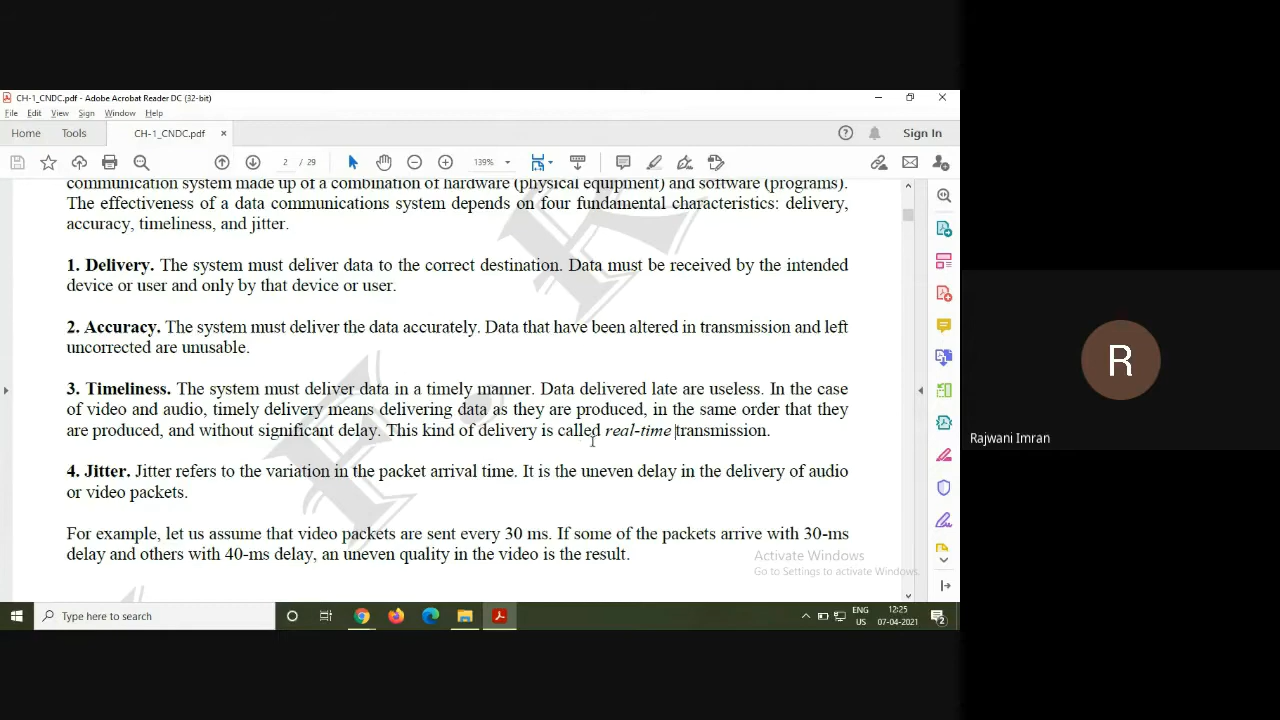 CH-1_CNDC.pdf - Adobe Acrobat Reader DC (32-bit)
File Edit View Sign Window Help
Home Tools CH-1_CNDC.pdf × Sign In
2 / 29 139%
communication system made up of a combination of hardware (physical equipment) and software (programs).
The effectiveness of a data communications system depends on four fundamental characteristics: delivery,
accuracy, timeliness, and jitter.
1. Delivery. The system must deliver data to the correct destination. Data must be received by the intended
device or user and only by that device or user.
2. Accuracy. The system must deliver the data accurately. Data that have been altered in transmission and left
uncorrected are unusable.
3. Timeliness. The system must deliver data in a timely manner. Data delivered late are useless. In the case
of video and audio, timely delivery means delivering data as they are produced, in the same order that they
are produced, and without significant delay. This kind of delivery is called real-time transmission.
4. Jitter. Jitter refers to the variation in the packet arrival time. It is the uneven delay in the delivery of audio
or video packets.
For example, let us assume that video packets are sent every 30 ms. If some of the packets arrive with 30-ms
delay and others with 40-ms delay, an uneven quality in the video is the result.
Activate Windows
Go to Settings to activate Windows.
Type here to search
ENG
US
12:25
07-04-2021
2
R
Rajwani Imran